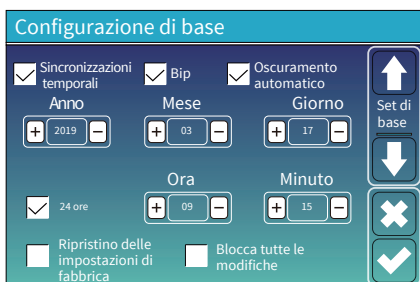 Configurazione di base
Sincronizzazioni
temporali
Bip
Oscuramento
automatico
Anno
Mese
Giorno
+ 2019 −
+ 03 −
+ 17 −
Set di
base
Ora
Minuto
24 ore
+ 09 −
+ 15 −
Ripristino delle
impostazioni di
fabbrica
Blocca tutte le
modifiche